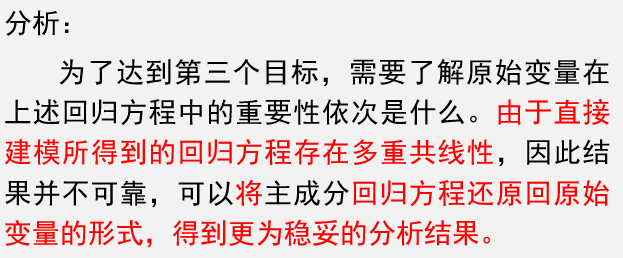 分析：
为了达到第三个目标，需要了解原始变量在
上述回归方程中的重要性依次是什么。由于直接
建模所得到的回归方程存在多重共线性，因此结
果并不可靠，可以将主成分回归方程还原回原始
变量的形式，得到更为稳妥的分析结果。